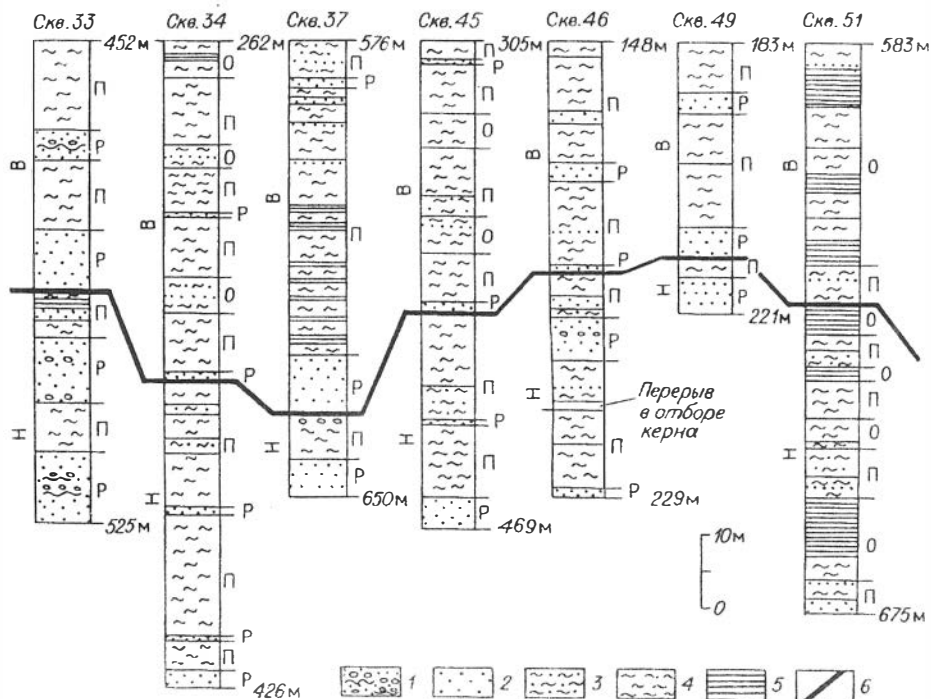 Скв.33 Скв.34 Скв.37 Скв.45 Скв.46 Скв.49 Скв.51
452м 262м 576м 305м 148м 183м 583м
В
П
Р
П
Р
Н
П
Р
П
Р
525м
В
О
П
О
П
Р
П
О
П
Р
Н
П
Р
П
Р
П
Р
426м
В
П
Р
П
Р
Н
П
Р
650м
В
П
Р
П
О
П
О
П
Р
Н
П
Р
П
Р
469м
В
П
Р
П
Р
Н
П
Р
П
П
Р
229м
Перерыв
в отборе
керна
В
П
Р
П
Р
Н
П
Р
221м
В
О
П
Н
О
П
О
П
О
П
О
П
675м
10м
0
1 2 3 4 5 6